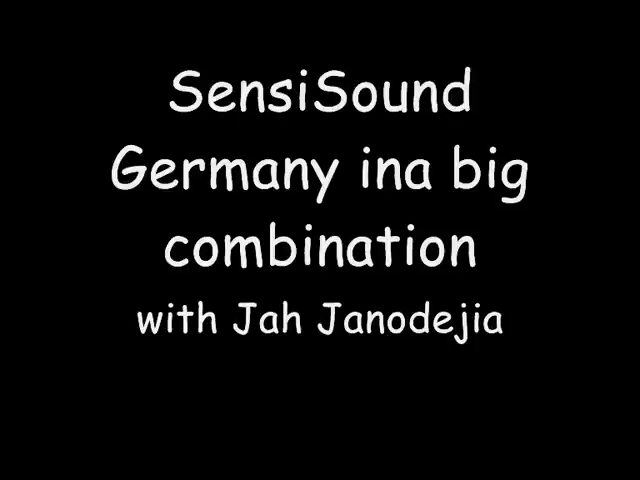 SensiSound
Germany ina big
combination
with Jah Janodejia